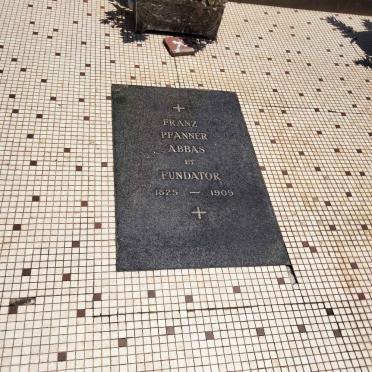 FRANZ
PFANNER
ABBAS
ET
FUNDATOR
1825 — 1909